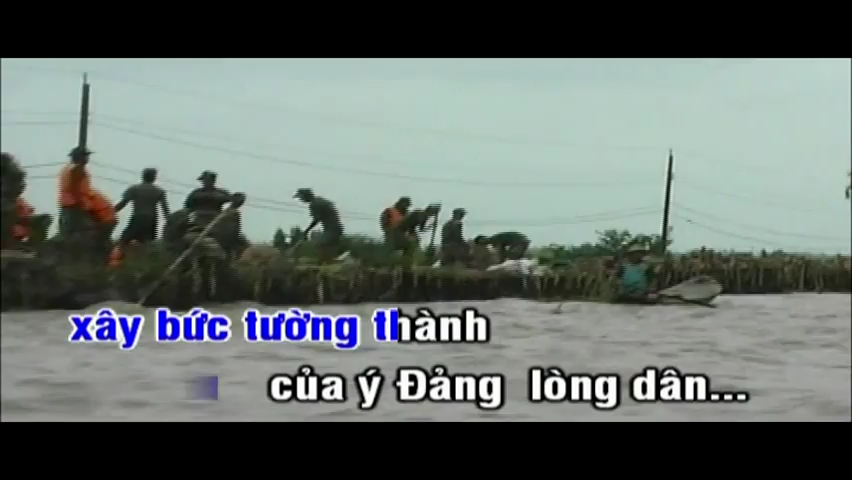 xây bức tường thành
của ý Đảng lòng dân...